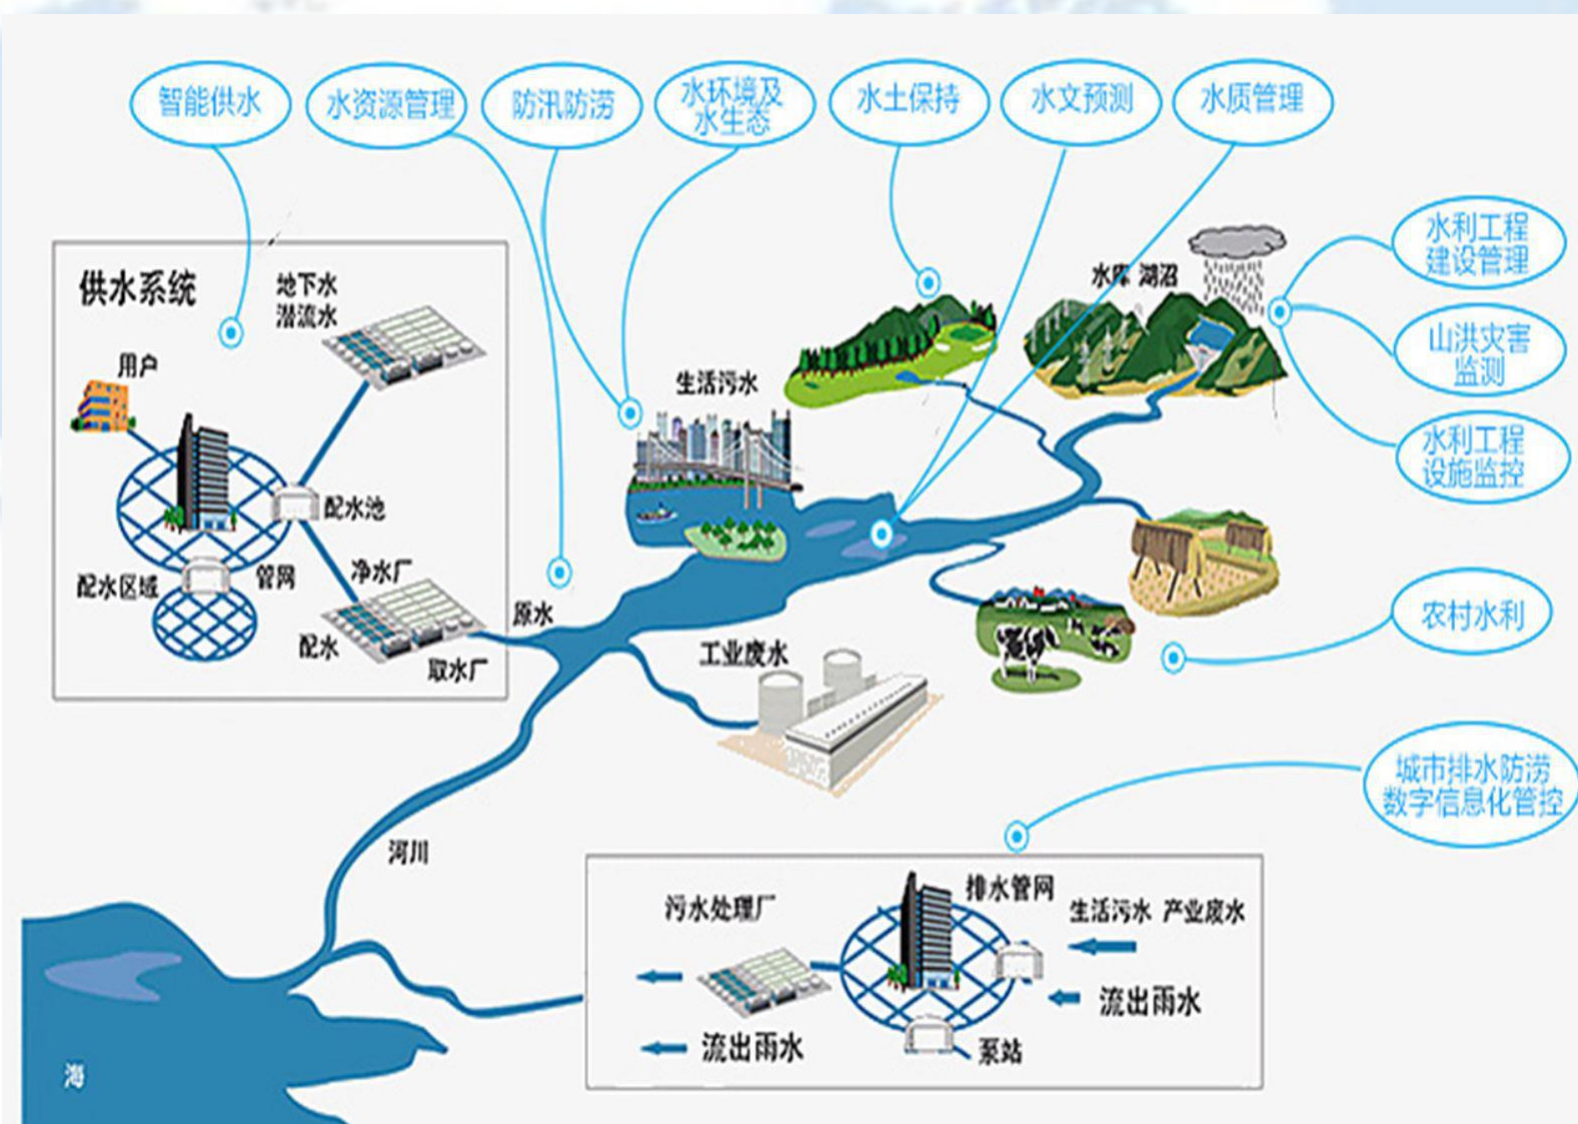 智能供水
水资源管理
防汛防涝
水环境及
水生态
水土保持
水文预测
水质管理
水利工程
建设管理
山洪灾害
监测
水利工程
设施监控
农村水利
城市排水防涝
数字信息化管控
供水系统
地下水
潜流水
用户
配水池
配水区域
管网
净水厂
配水
取水厂
原水
生活污水
水库 湖沼
工业废水
河川
海
污水处理厂
排水管网
生活污水 产业废水
流出雨水
流出雨水
泵站